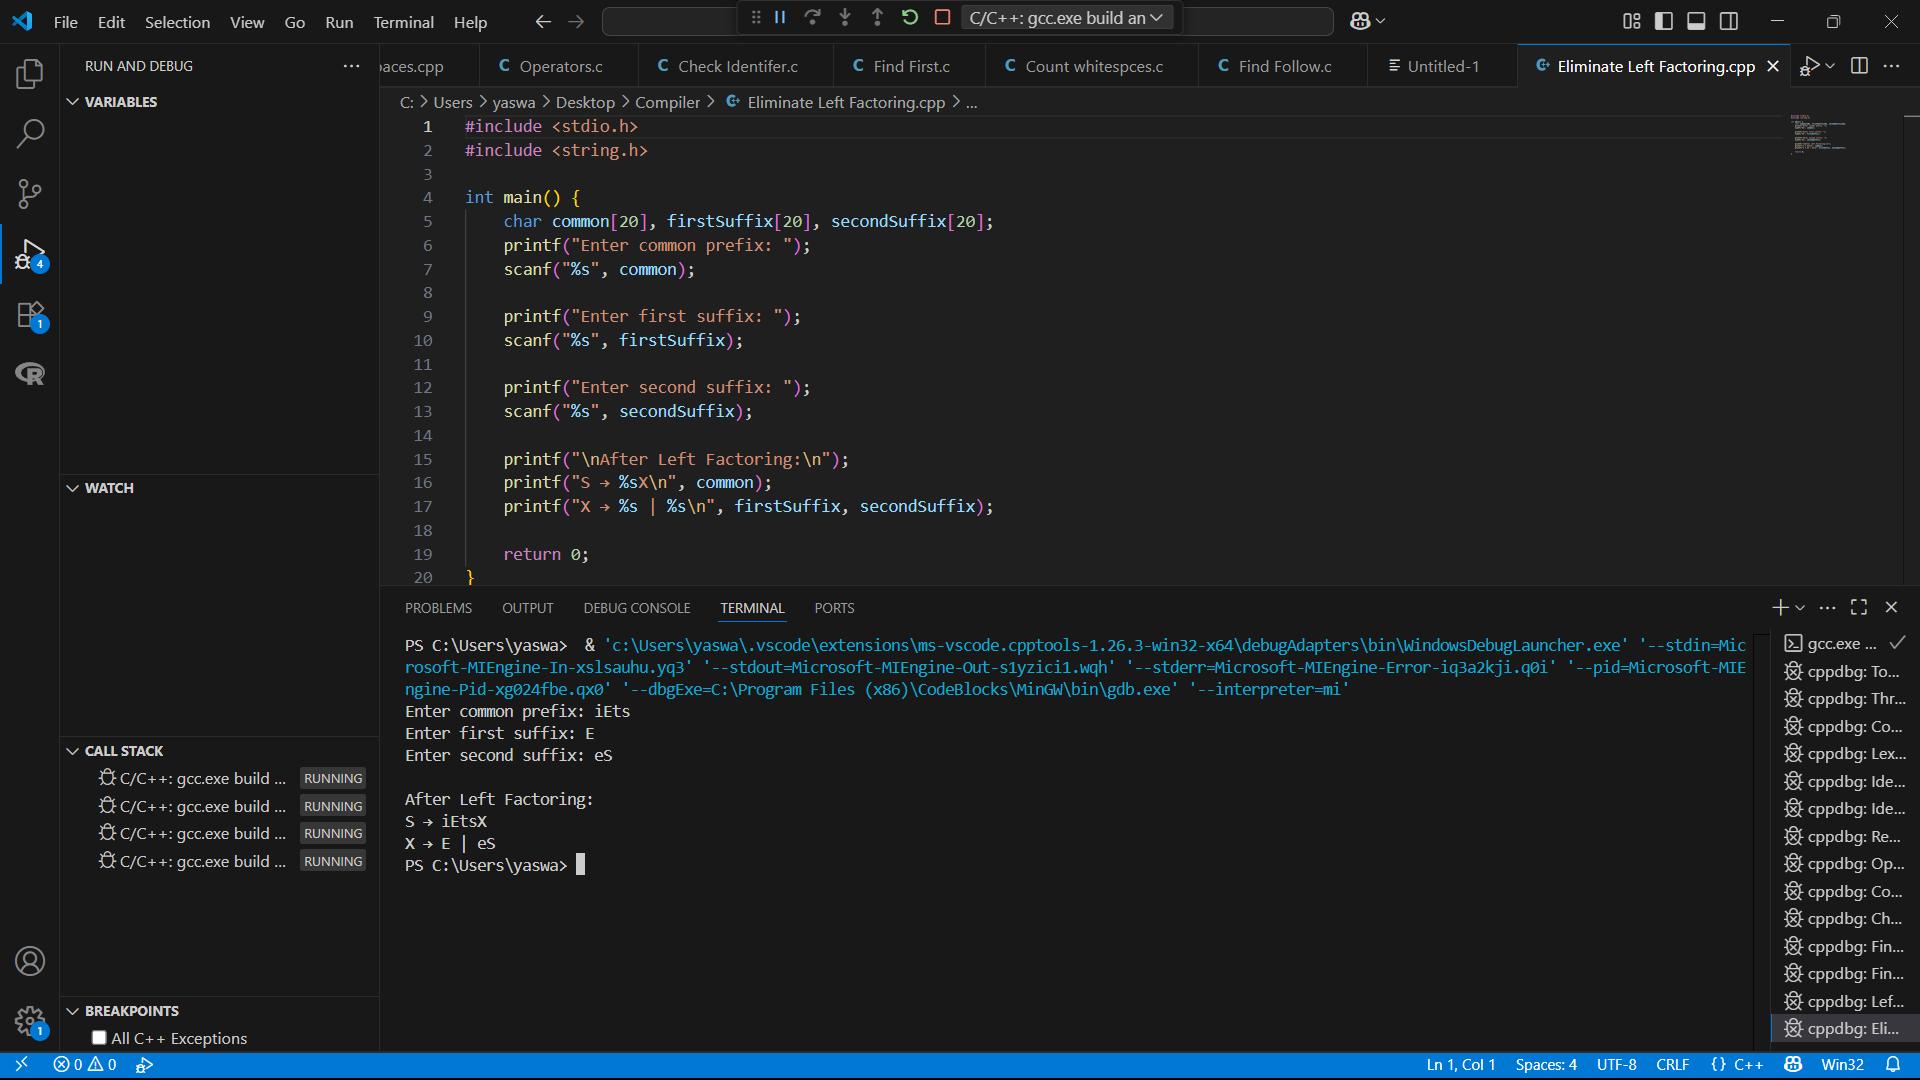 File Edit Selection View Go Run Terminal Help
C/C++: gcc.exe build an
RUN AND DEBUG
paces.cpp
Operators.c
Check Identifer.c
Find First.c
Count whitespces.c
Find Follow.c
Untitled-1
Eliminate Left Factoring.cpp
C: > Users > yaswa > Desktop > Compiler > Eliminate Left Factoring.cpp > ...
VARIABLES
1 #include <stdio.h>
2 #include <string.h>
3
4 int main() {
5 char common[20], firstSuffix[20], secondSuffix[20];
6 printf("Enter common prefix: ");
7 scanf("%s", common);
8
9 printf("Enter first suffix: ");
10 scanf("%s", firstSuffix);
11
12 printf("Enter second suffix: ");
13 scanf("%s", secondSuffix);
14
15 printf("\nAfter Left Factoring:\n");
16 printf("S → %sX\n", common);
17 printf("X → %s | %s\n", firstSuffix, secondSuffix);
18
19 return 0;
20 }
WATCH
CALL STACK
C/C++: gcc.exe build ... RUNNING
C/C++: gcc.exe build ... RUNNING
C/C++: gcc.exe build ... RUNNING
C/C++: gcc.exe build ... RUNNING
BREAKPOINTS
All C++ Exceptions
4
1
1
PROBLEMS OUTPUT DEBUG CONSOLE TERMINAL PORTS
PS C:\Users\yaswa> & 'c:\Users\yaswa\.vscode\extensions\ms-vscode.cpptools-1.26.3-win32-x64\debugAdapters\bin\WindowsDebugLauncher.exe' '--stdin=Mic
rosoft-MIEngine-In-xslsauhu.yq3' '--stdout=Microsoft-MIEngine-Out-s1yzici1.wqh' '--stderr=Microsoft-MIEngine-Error-iq3a2kji.q0i' '--pid=Microsoft-MIE
ngine-Pid-xg024fbe.qx0' '--dbgExe=C:\Program Files (x86)\CodeBlocks\MinGW\bin\gdb.exe' '--interpreter=mi'
Enter common prefix: iEts
Enter first suffix: E
Enter second suffix: eS
After Left Factoring:
S → iEtsX
X → E | eS
PS C:\Users\yaswa>
gcc.exe ...
cppdbg: To...
cppdbg: Thr...
cppdbg: Co...
cppdbg: Lex...
cppdbg: Ide...
cppdbg: Ide...
cppdbg: Re...
cppdbg: Op...
cppdbg: Co...
cppdbg: Ch...
cppdbg: Fin...
cppdbg: Fin...
cppdbg: Lef...
cppdbg: Eli...
0 0
Ln 1, Col 1 Spaces: 4 UTF-8 CRLF {} C++ Win32